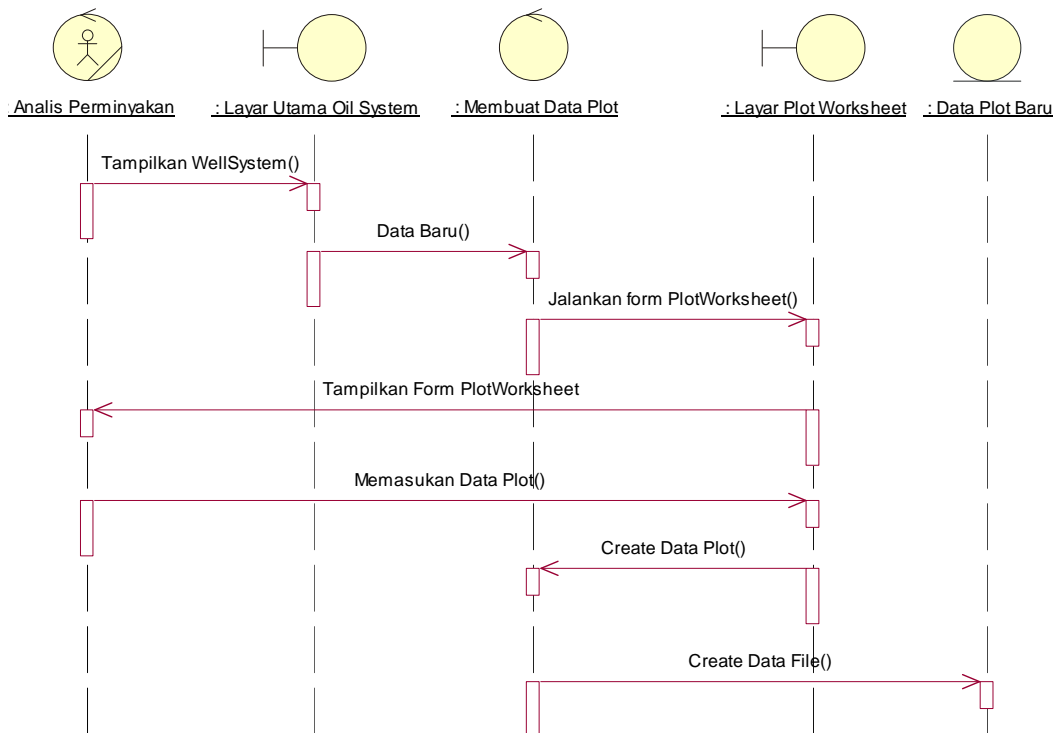 : Analis Perminyakan
: Layar Utama Oil System
: Membuat Data Plot
: Layar Plot Worksheet
: Data Plot Baru
Tampilkan WellSystem()
Data Baru()
Jalankan form PlotWorksheet()
Tampilkan Form PlotWorksheet
Memasukan Data Plot()
Create Data Plot()
Create Data File()